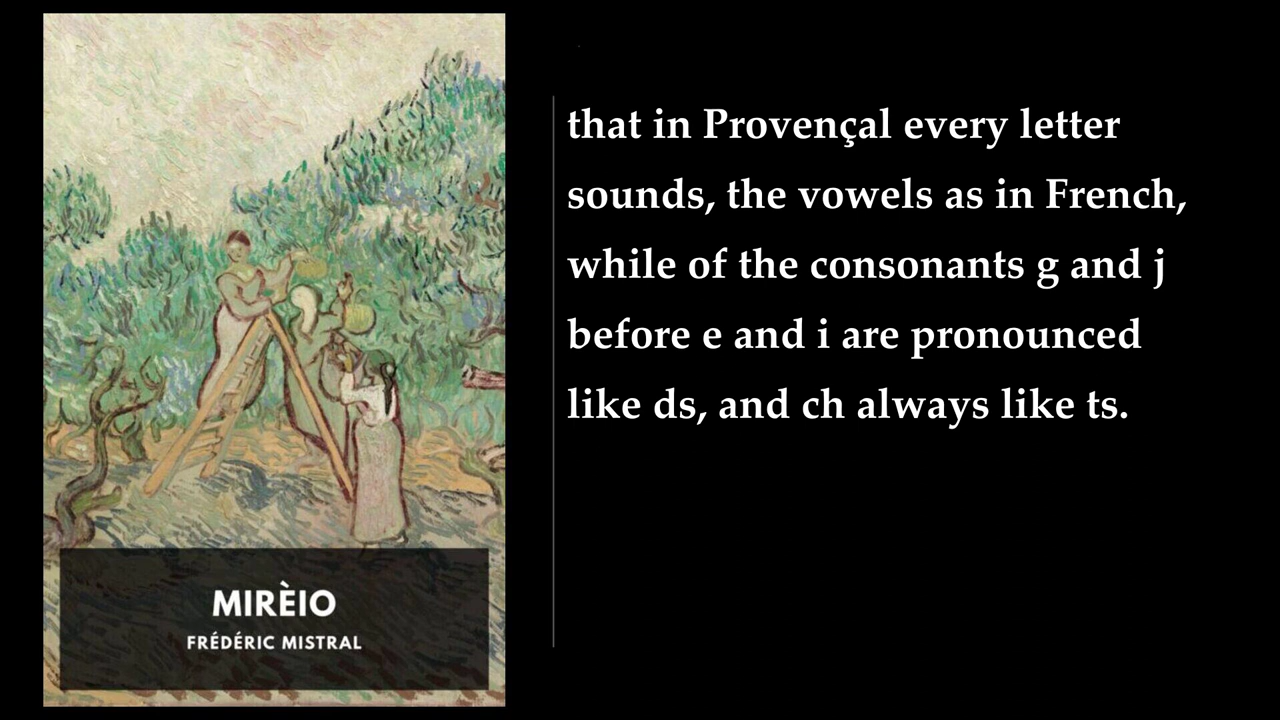 MIRÈIO
FRÉDÉRIC MISTRAL
that in Provençal every letter
sounds, the vowels as in French,
while of the consonants g and j
before e and i are pronounced
like ds, and ch always like ts.